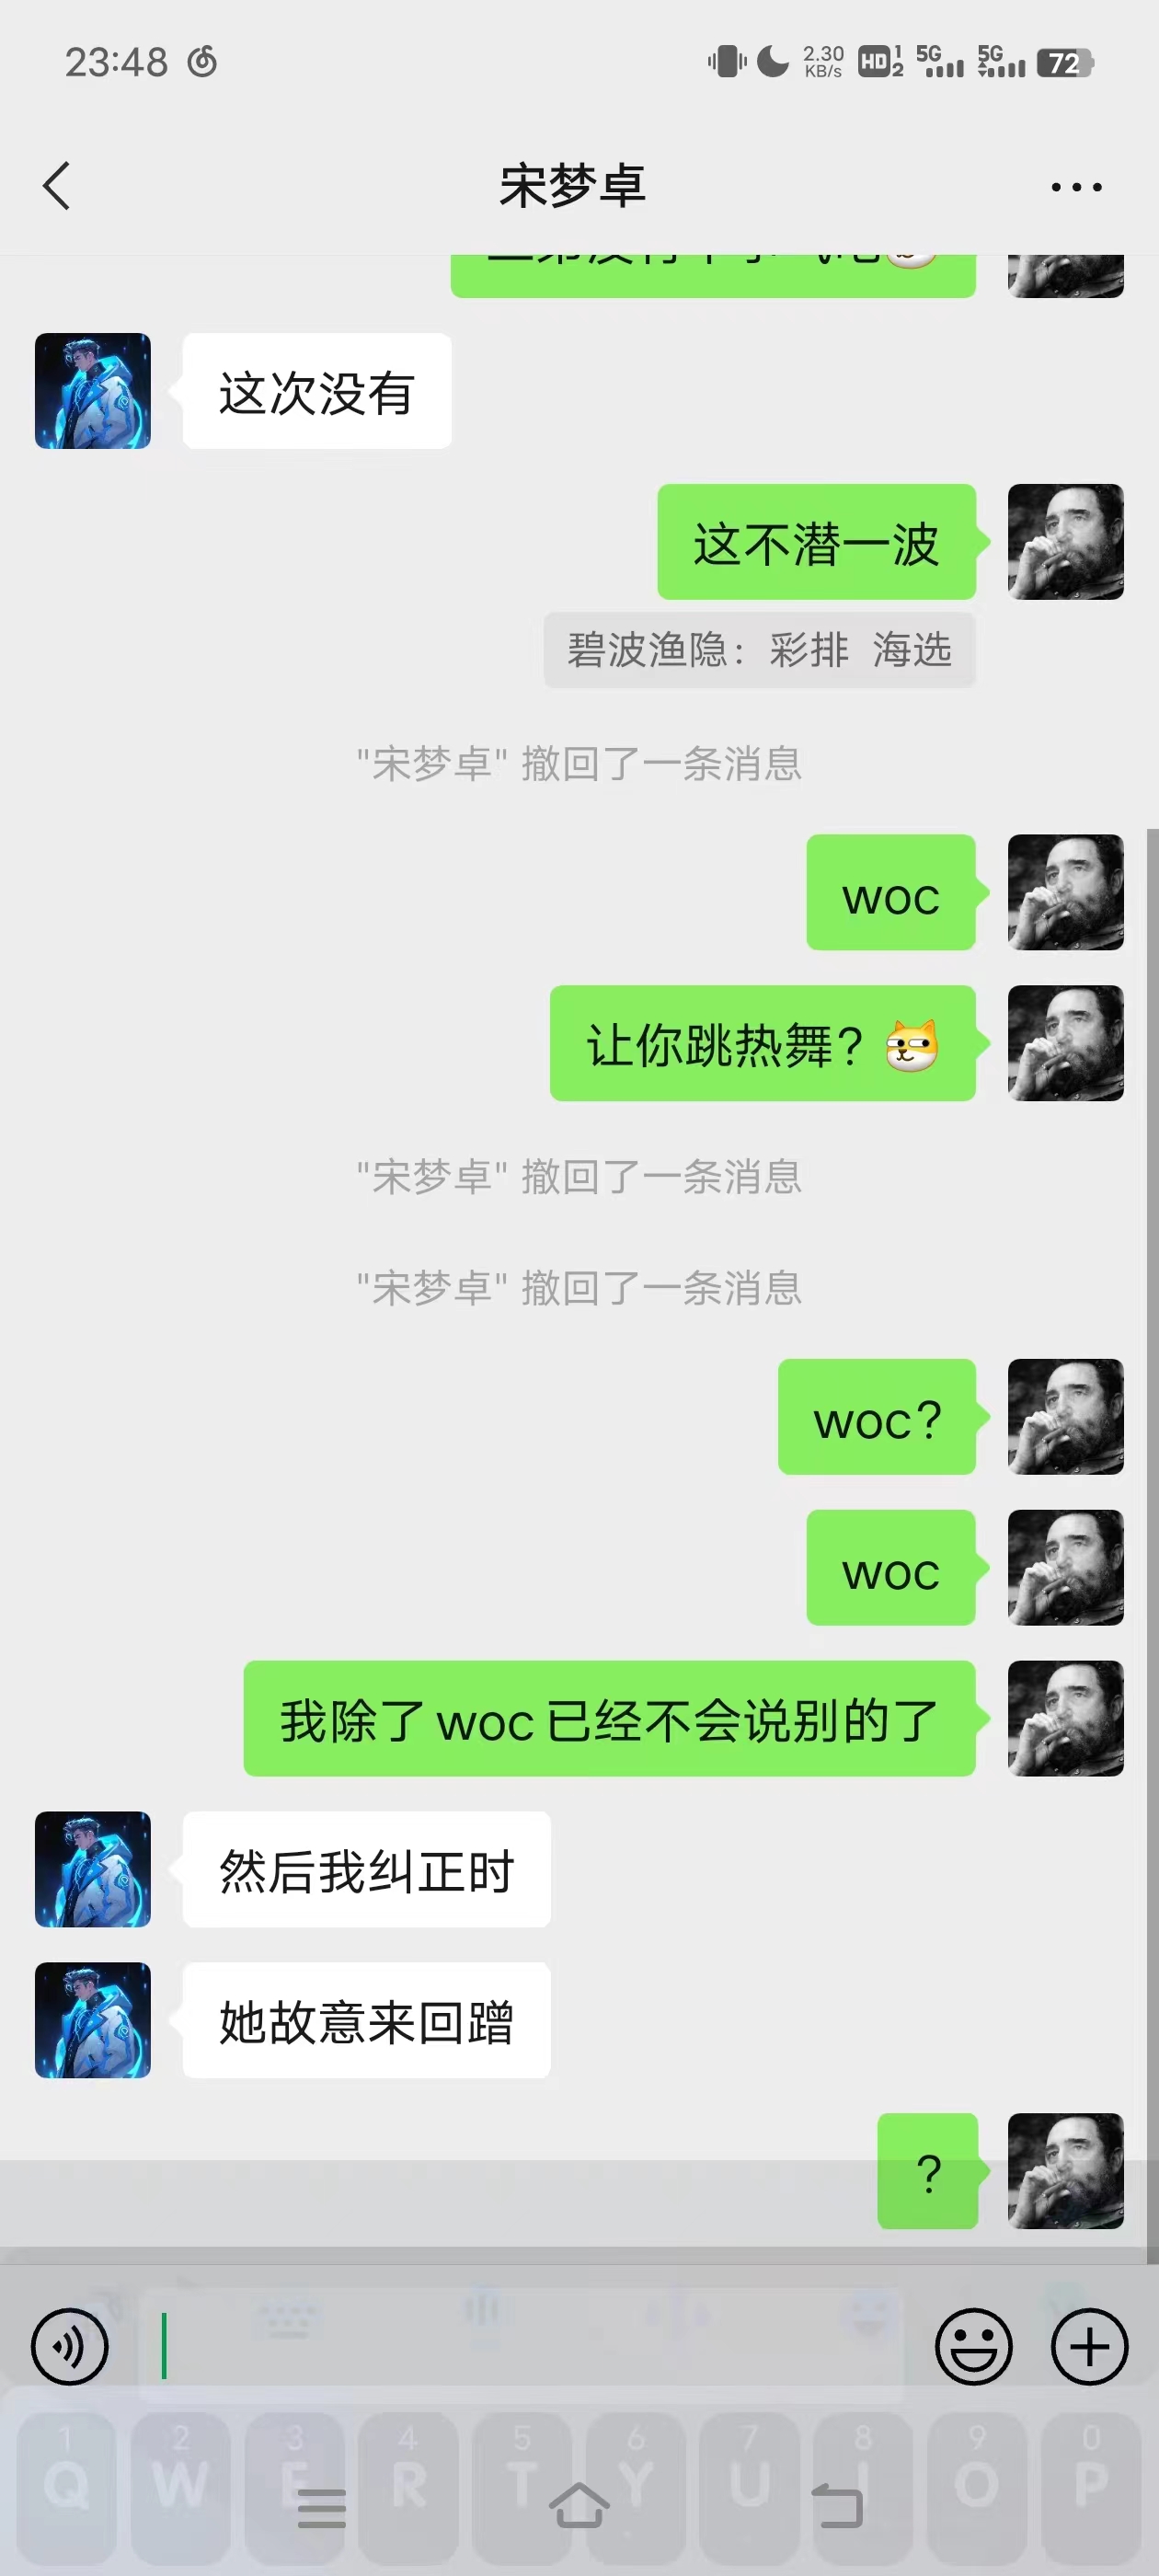 23:48
2.30
KB/s
HD 1 2
5G
5G
72
宋梦卓
这次没有
这不潜一波
碧波渔隐：彩排 海选
"宋梦卓" 撤回了一条消息
woc
让你跳热舞？
"宋梦卓" 撤回了一条消息
"宋梦卓" 撤回了一条消息
woc？
woc
我除了woc已经不会说别的了
然后我纠正时
她故意来回蹭
？
1 2 3 4 5 6 7 8 9 0
Q W E R T Y U I O P